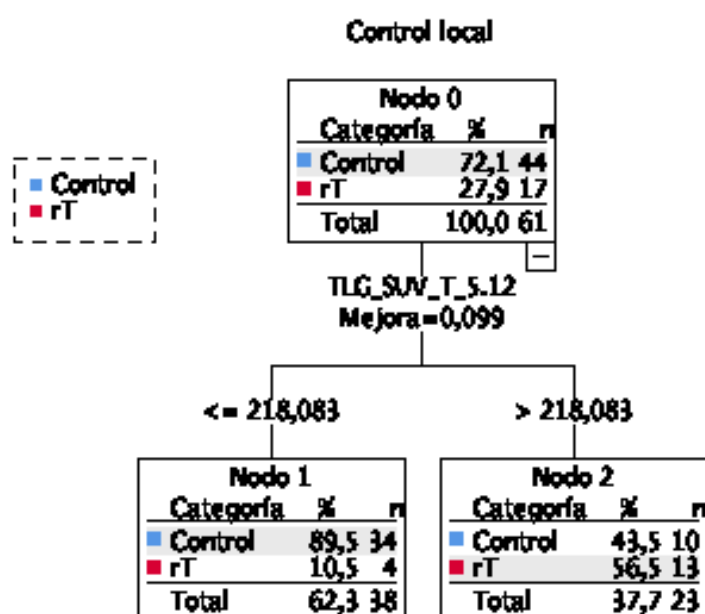 Control local
Nodo 0
Categoría % n
Control 72,1 44
rT 27,9 17
Total 100,0 61
Control
rT
TLG_SUV_T_5.12
Mejora=0,099
<= 218,083
> 218,083
Nodo 1
Categoría % n
Control 89,5 34
rT 10,5 4
Total 62,3 38
Nodo 2
Categoría % n
Control 43,5 10
rT 56,5 13
Total 37,7 23